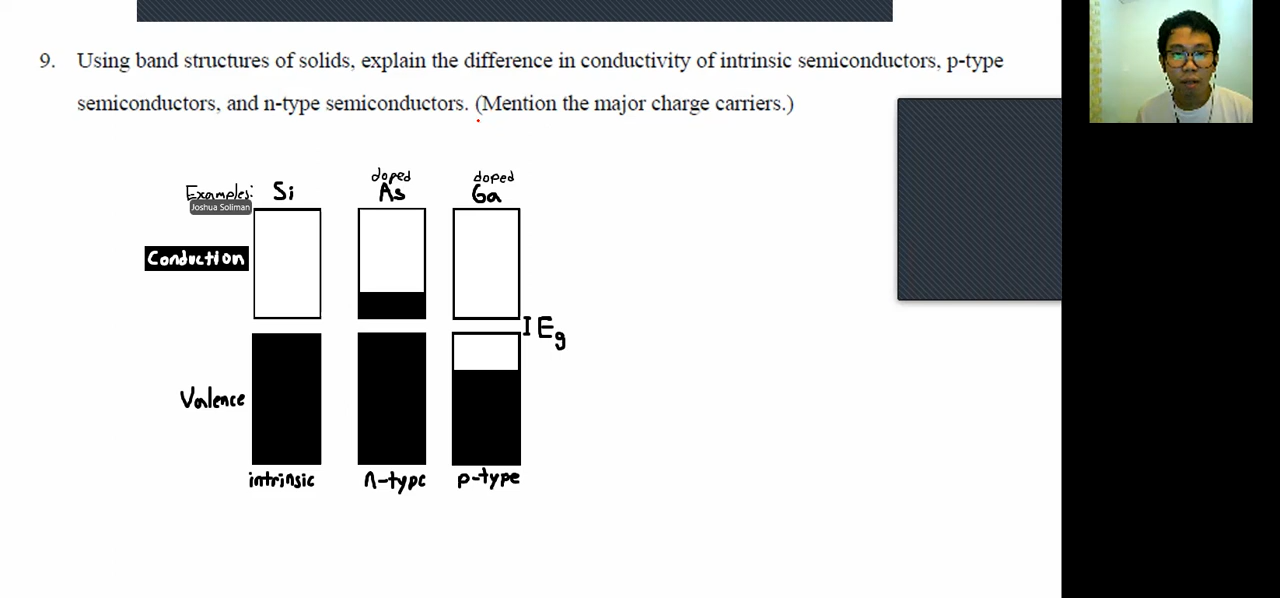 9. Using band structures of solids, explain the difference in conductivity of intrinsic semiconductors, p-type
semiconductors, and n-type semiconductors. (Mention the major charge carriers.)
doped doped
Examples: Si As Ga
Joshua Soliman
Conduction
I Eg
Valence
intrinsic n-type p-type